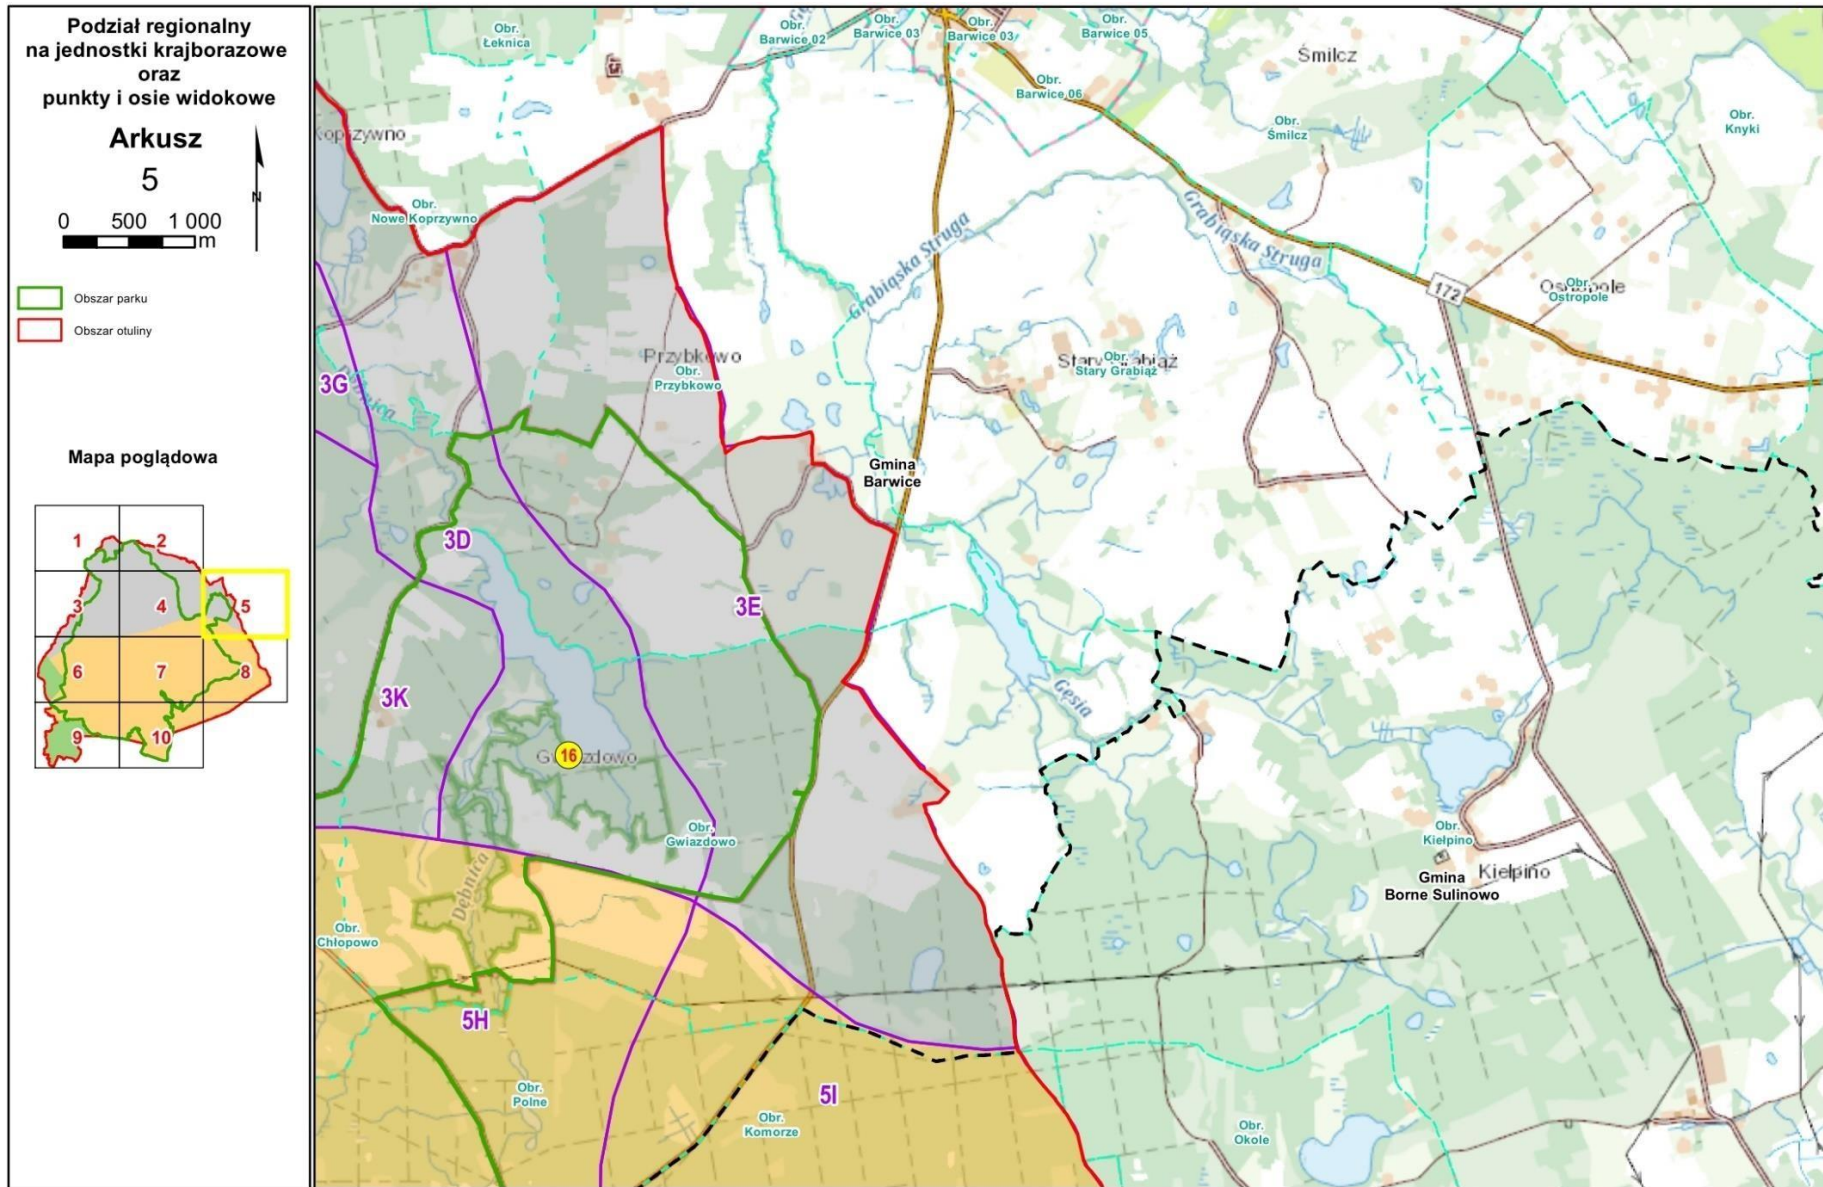 Podział regionalny
na jednostki krajborazowe
oraz
punkty i osie widokowe
Arkusz
5
0 500 1 000
m
N
Obszar parku
Obszar otuliny
Mapa poglądowa
1
2
3
4
5
6
7
8
9
10
Obr.
Łeknica
Obr.
Barwice 02
Obr.
Barwice 03
Obr.
Barwice 03
Obr.
Barwice 05
Obr.
Barwice 06
Śmilcz
Obr.
Śmilcz
Obr.
Knyki
Koprzywno
Obr.
Nowe Koprzywno
Grabiąska Struga
Grabiąska Struga
172
Obr.
Ostropole
Przybkowo
Obr.
Przybkowo
Stary Grabiąż
Obr.
Stary Grabiąż
3G
Gmina
Barwice
3D
3E
3K
Gęsia
16
Obr.
Gwiazdowo
Obr.
Kiełpino
Kiełpino
Gmina
Borne Sulinowo
Dębnica
Obr.
Chłopowo
5H
5I
Obr.
Polne
Obr.
Komorze
Obr.
Okole